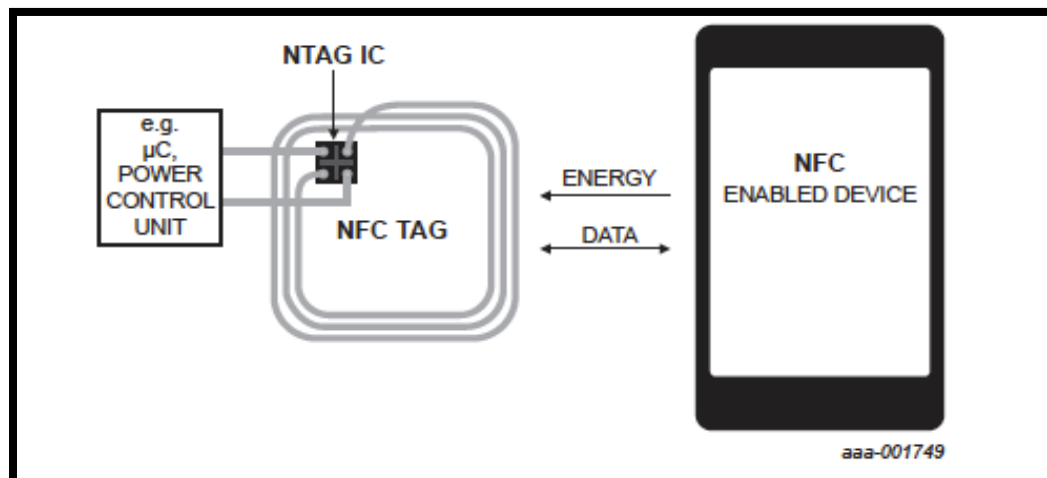 NTAG IC
e.g.
µC,
POWER
CONTROL
UNIT
NFC TAG
ENERGY
DATA
NFC
ENABLED DEVICE
aaa-001749